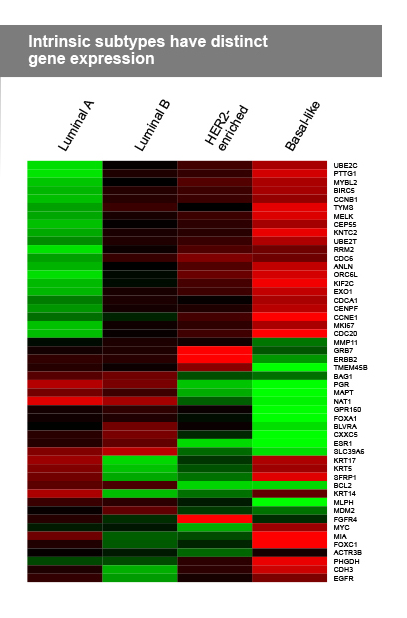 Intrinsic subtypes have distinct
gene expression
Luminal A
Luminal B
HER2-
enriched
Basal-like
UBE2C
PTTG1
MYBL2
BIRC5
CCNB1
TYMS
MELK
CEP55
KNTC2
UBE2T
RRM2
CDC6
ANLN
ORC6L
KIF2C
EXO1
CDCA1
CENPF
CCNE1
MKI67
CDC20
MMP11
GRB7
ERBB2
TMEM45B
BAG1
PGR
MAPT
NAT1
GPR160
FOXA1
BLVRA
CXXC5
ESR1
SLC39A6
KRT17
KRT5
SFRP1
BCL2
KRT14
MLPH
MDM2
FGFR4
MYC
MIA
FOXC1
ACTR3B
PHGDH
CDH3
EGFR